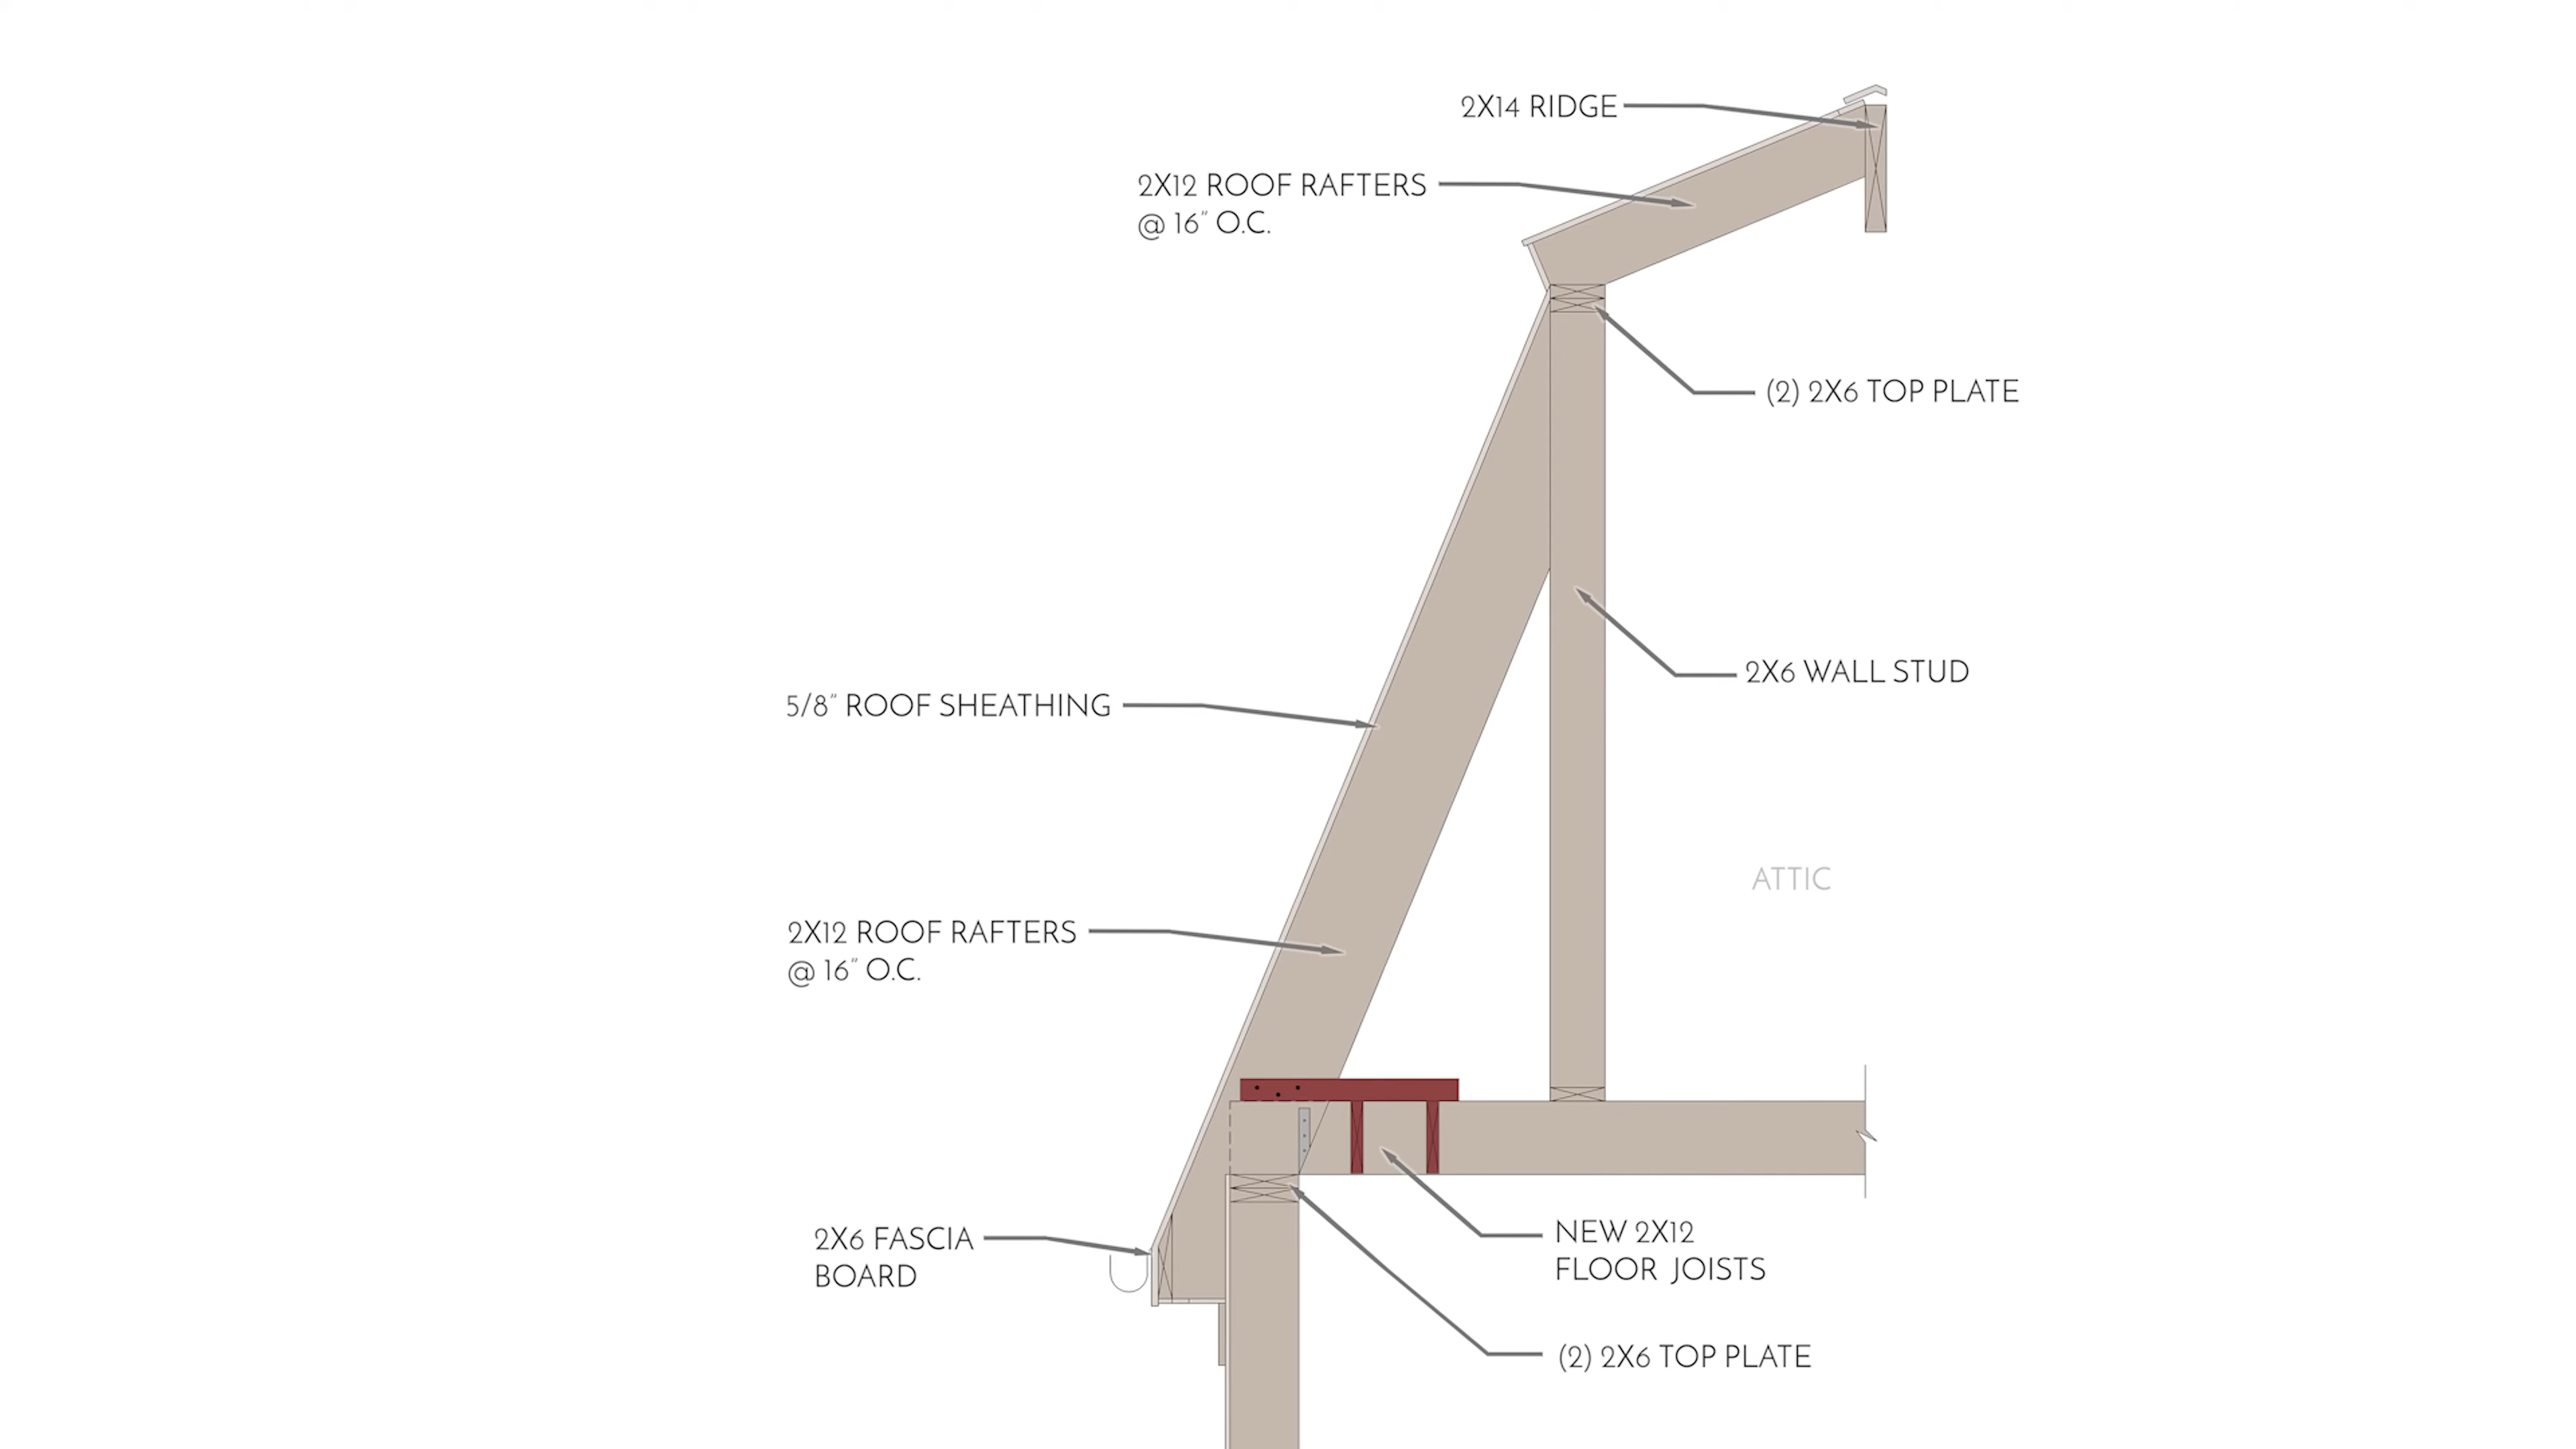 2X14 RIDGE
2X12 ROOF RAFTERS
@ 16" O.C.
(2) 2X6 TOP PLATE
2X6 WALL STUD
5/8" ROOF SHEATHING
ATTIC
2X12 ROOF RAFTERS
@ 16" O.C.
2X6 FASCIA
BOARD
NEW 2X12
FLOOR JOISTS
(2) 2X6 TOP PLATE